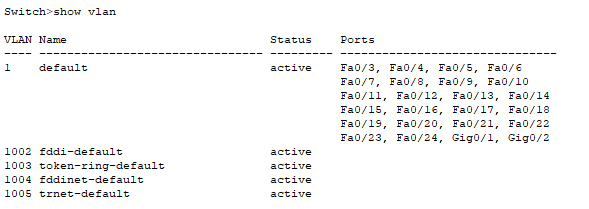 Switch>show vlan
VLAN Name                             Status    Ports
---- -------------------------------- --------- -------------------------------
1    default                          active    Fa0/3, Fa0/4, Fa0/5, Fa0/6
                                                Fa0/7, Fa0/8, Fa0/9, Fa0/10
                                                Fa0/11, Fa0/12, Fa0/13, Fa0/14
                                                Fa0/15, Fa0/16, Fa0/17, Fa0/18
                                                Fa0/19, Fa0/20, Fa0/21, Fa0/22
                                                Fa0/23, Fa0/24, Gig0/1, Gig0/2
1002 fddi-default                     active
1003 token-ring-default               active
1004 fddinet-default                  active
1005 trnet-default                    active